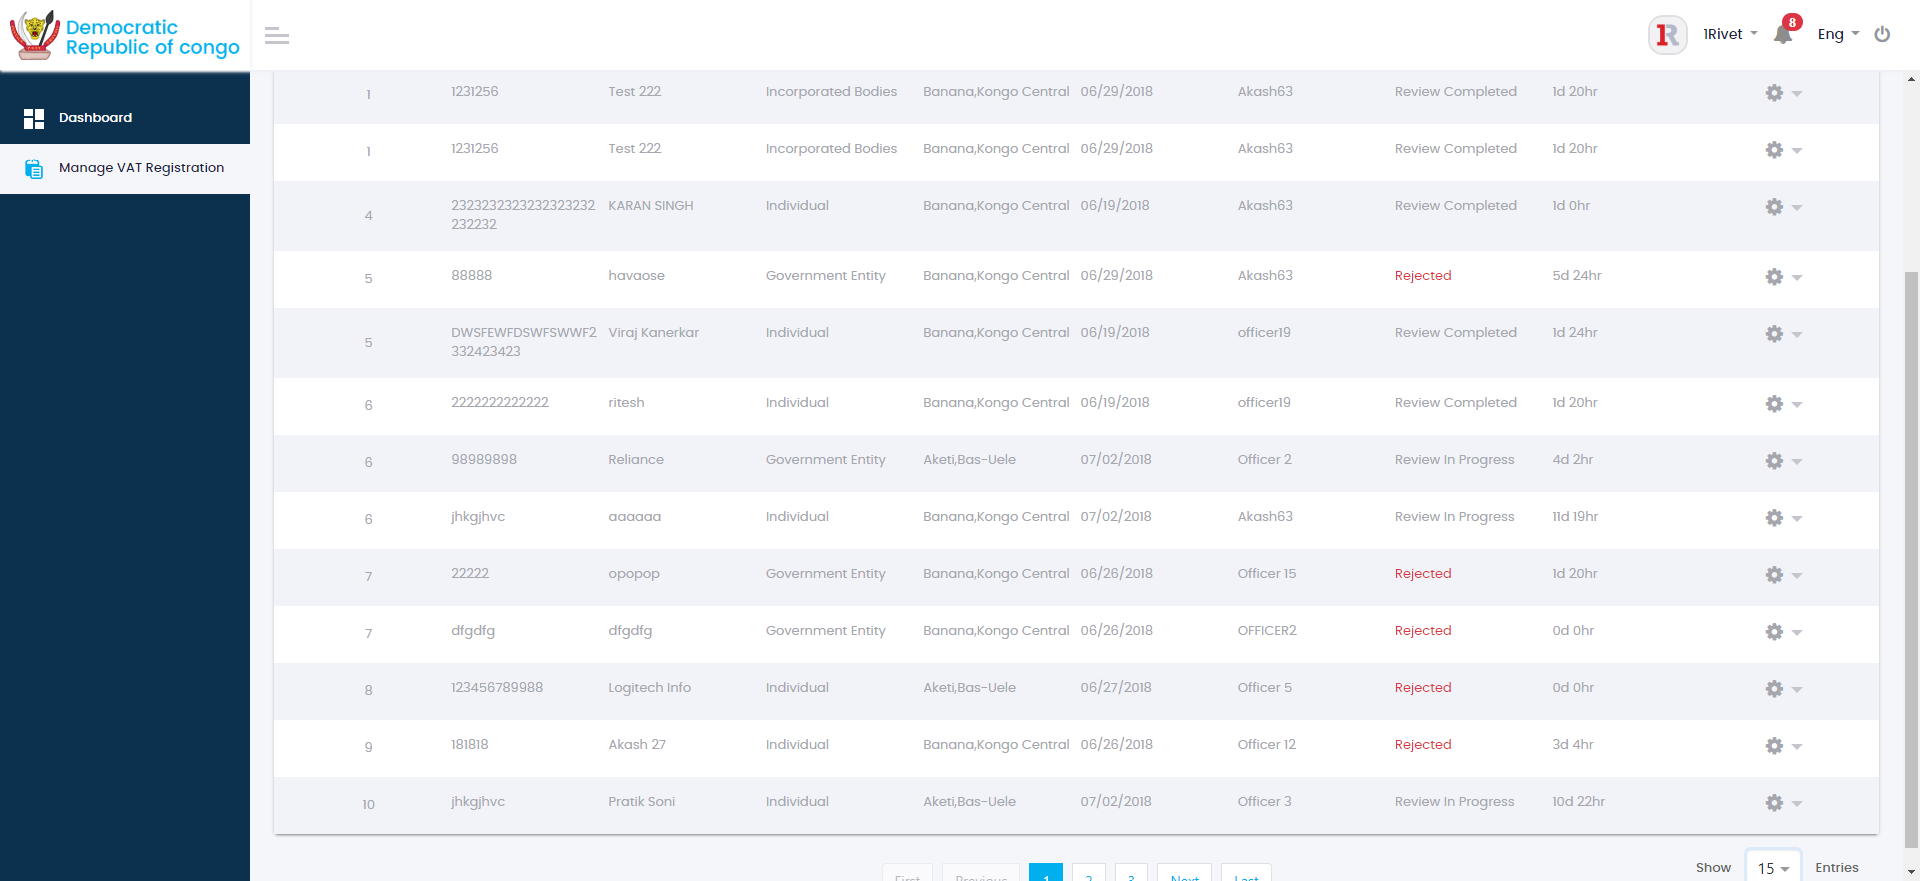 Democratic
Republic of congo
1R 1Rivet 8 Eng
Dashboard
Manage VAT Registration
1 1231256 Test 222 Incorporated Bodies Banana,Kongo Central 06/29/2018 Akash63 Review Completed 1d 20hr
1 1231256 Test 222 Incorporated Bodies Banana,Kongo Central 06/29/2018 Akash63 Review Completed 1d 20hr
4 2323232323232323232 KARAN SINGH Individual Banana,Kongo Central 06/19/2018 Akash63 Review Completed 1d 0hr
232232
5 88888 havaose Government Entity Banana,Kongo Central 06/29/2018 Akash63 Rejected 5d 24hr
5 DWSFEWFDSWFSWWF2 Viraj Kanerkar Individual Banana,Kongo Central 06/19/2018 officer19 Review Completed 1d 24hr
332423423
6 2222222222222 ritesh Individual Banana,Kongo Central 06/19/2018 officer19 Review Completed 1d 20hr
6 98989898 Reliance Government Entity Aketi,Bas-Uele 07/02/2018 Officer 2 Review In Progress 4d 2hr
6 jhkgjhvc aaaaaa Individual Banana,Kongo Central 07/02/2018 Akash63 Review In Progress 11d 19hr
7 22222 opopop Government Entity Banana,Kongo Central 06/26/2018 Officer 15 Rejected 1d 20hr
7 dfgdfg dfgdfg Government Entity Banana,Kongo Central 06/26/2018 OFFICER2 Rejected 0d 0hr
8 123456789988 Logitech Info Individual Aketi,Bas-Uele 06/27/2018 Officer 5 Rejected 0d 0hr
9 181818 Akash 27 Individual Banana,Kongo Central 06/26/2018 Officer 12 Rejected 3d 4hr
10 jhkgjhvc Pratik Soni Individual Aketi,Bas-Uele 07/02/2018 Officer 3 Review In Progress 10d 22hr
First Previous 1 2 3 Next Last Show 15 Entries